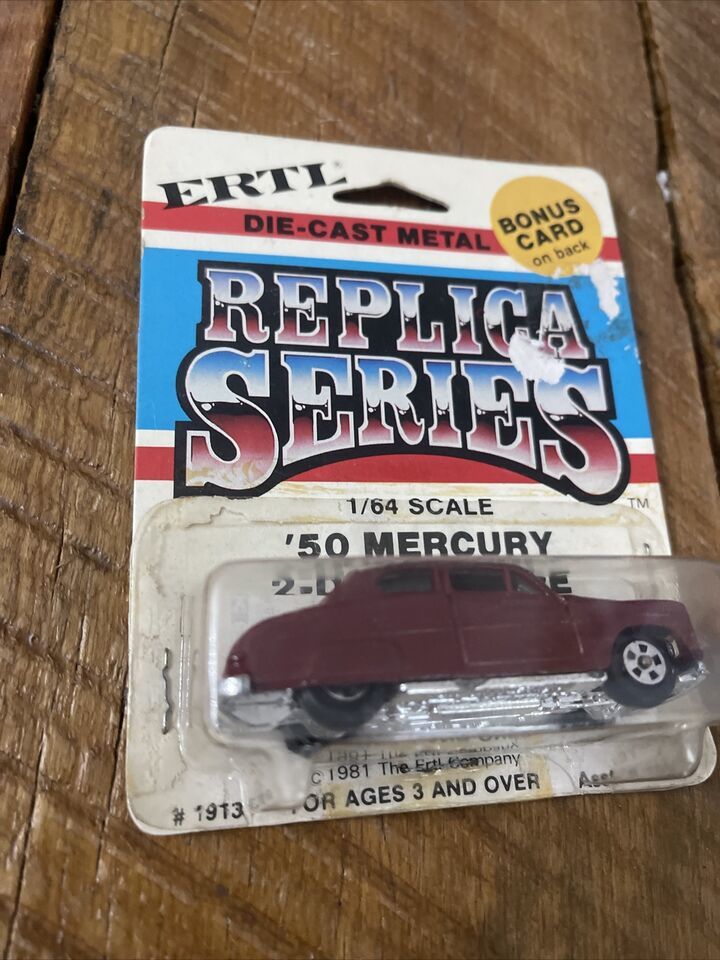 ERTL®
DIE-CAST METAL
BONUS
CARD
on back
REPLICA
SERIES
TM
1/64 SCALE
'50 MERCURY
© 1981 The Ertl Company
# 1913
FOR AGES 3 AND OVER